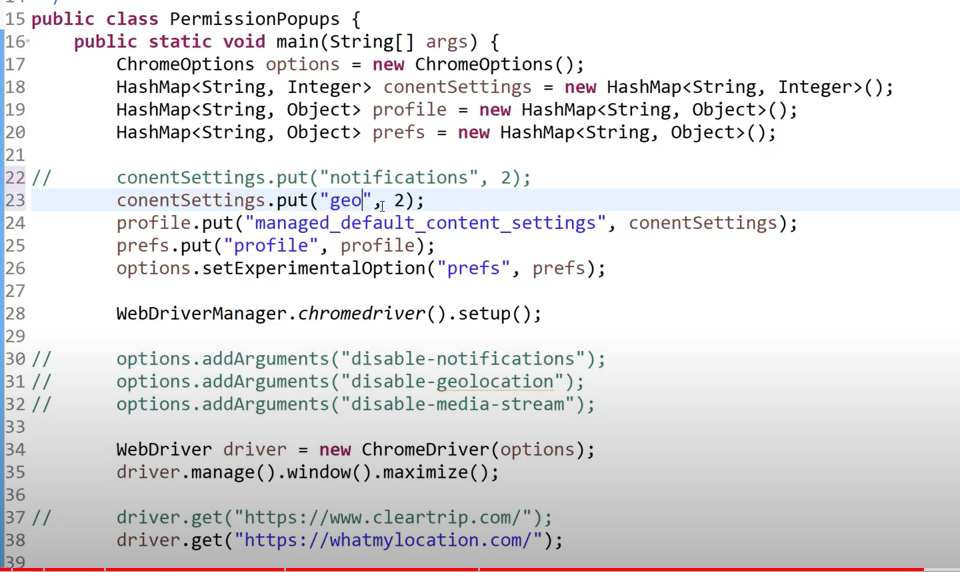 15 public class PermissionPopups {
16 public static void main(String[] args) {
17 ChromeOptions options = new ChromeOptions();
18 HashMap<String, Integer> conentSettings = new HashMap<String, Integer>();
19 HashMap<String, Object> profile = new HashMap<String, Object>();
20 HashMap<String, Object> prefs = new HashMap<String, Object>();
21
22 // conentSettings.put("notifications", 2);
23 conentSettings.put("geo", 2);
24 profile.put("managed_default_content_settings", conentSettings);
25 prefs.put("profile", profile);
26 options.setExperimentalOption("prefs", prefs);
27
28 WebDriverManager.chromedriver().setup();
29
30 // options.addArguments("disable-notifications");
31 // options.addArguments("disable-geolocation");
32 // options.addArguments("disable-media-stream");
33
34 WebDriver driver = new ChromeDriver(options);
35 driver.manage().window().maximize();
36
37 // driver.get("https://www.cleartrip.com/");
38 driver.get("https://whatmylocation.com/");
39